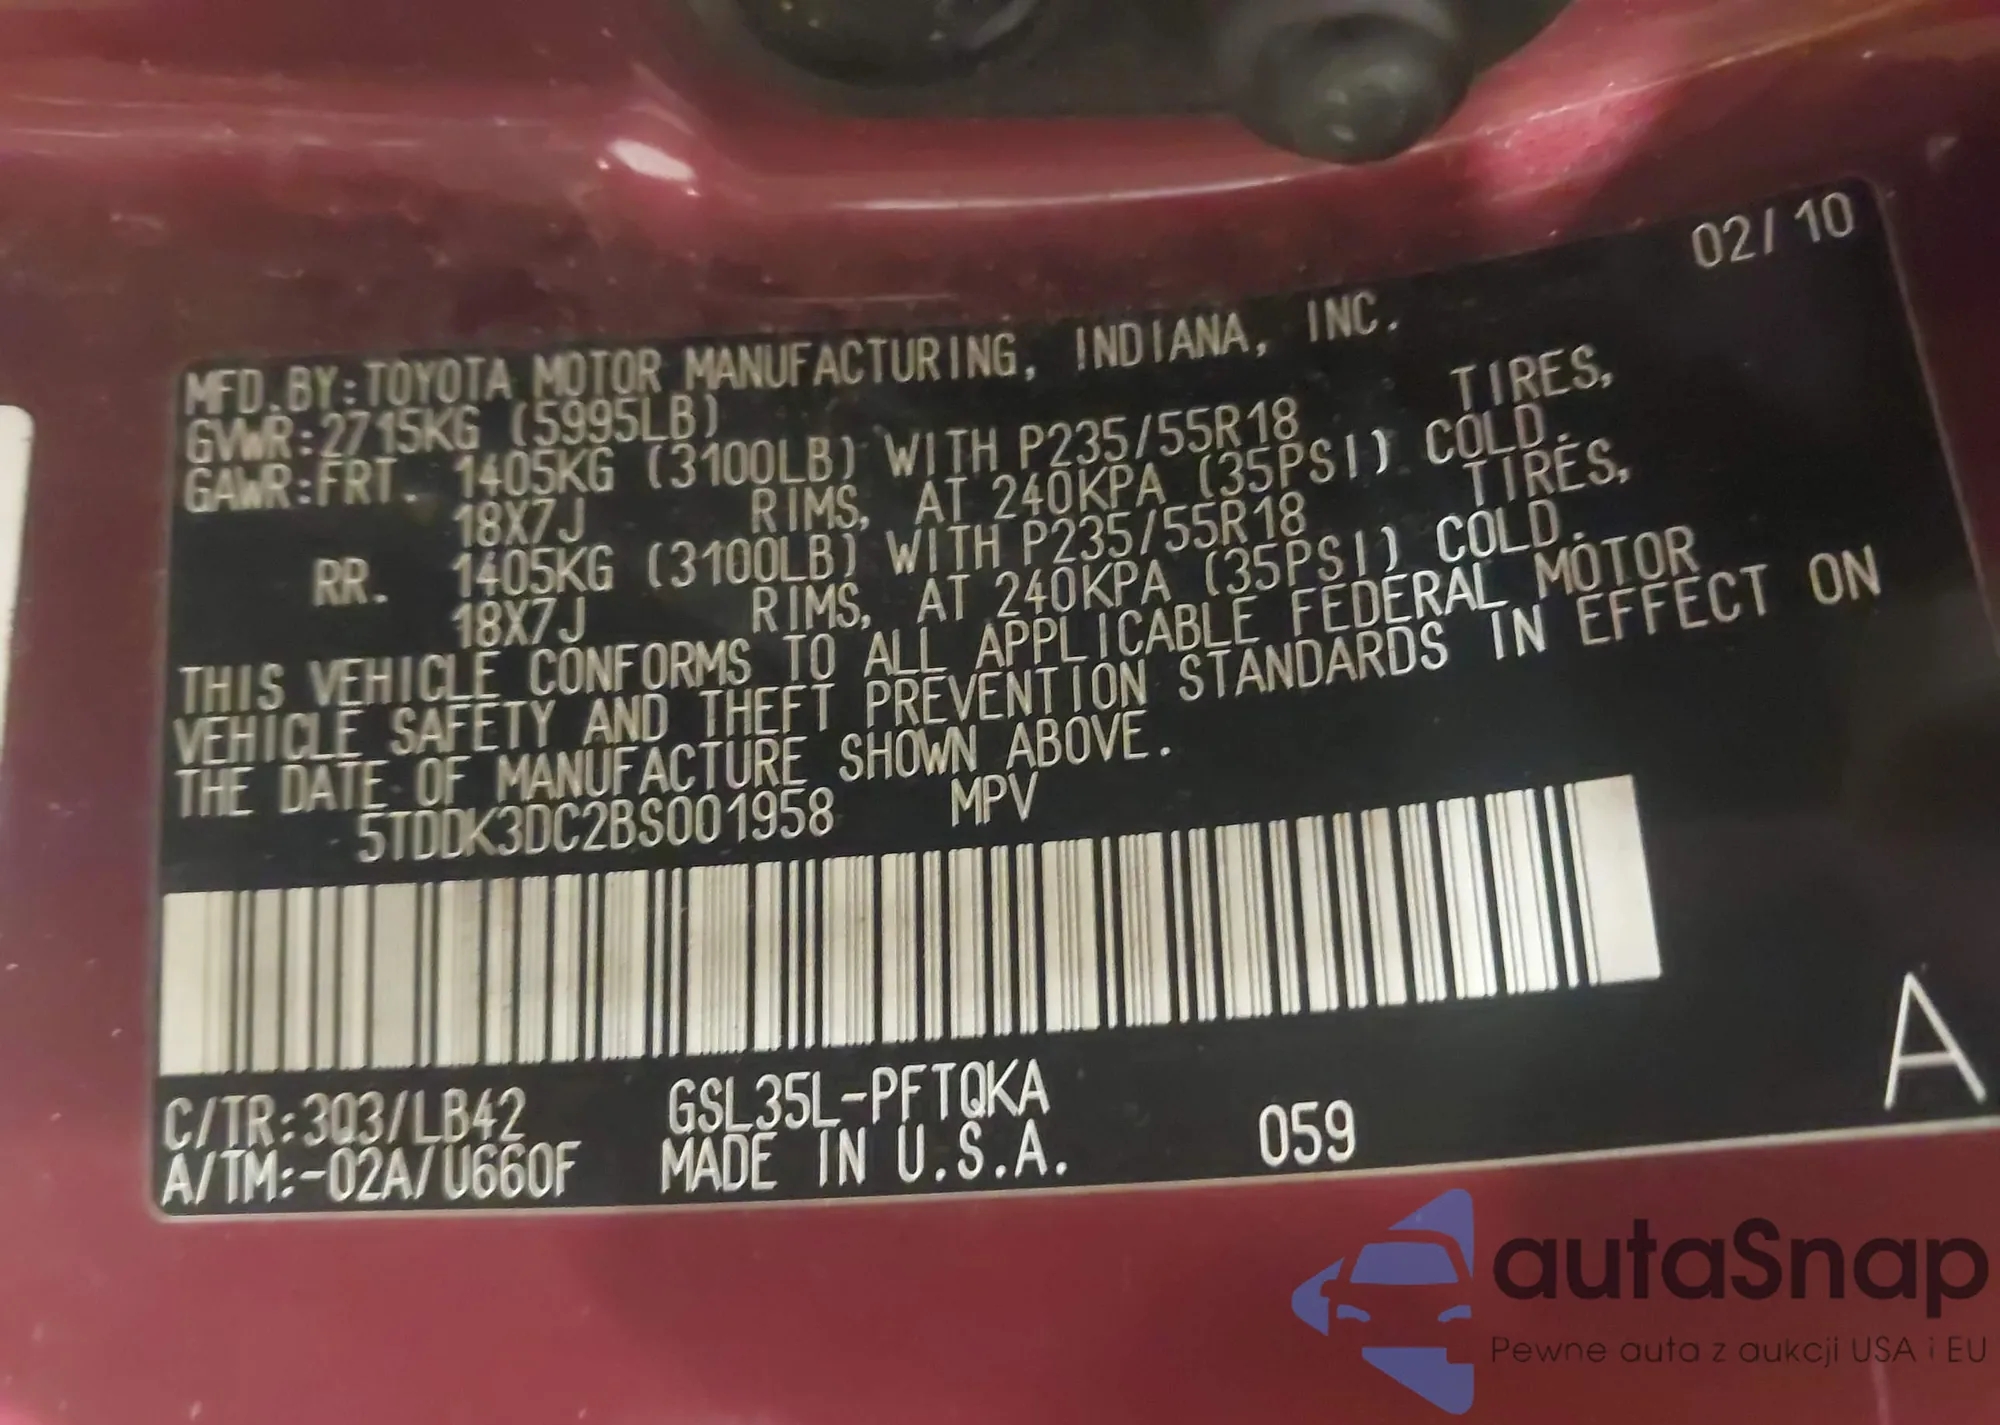 02/10
MFD.BY:TOYOTA MOTOR MANUFACTURING, INDIANA, INC.
GVWR:2715KG (5995LB)
GAWR:FRT. 1405KG (3100LB) WITH P235/55R18 TIRES,
18X7J RIMS, AT 240KPA (35PSI) COLD.
RR. 1405KG (3100LB) WITH P235/55R18 TIRES,
18X7J RIMS, AT 240KPA (35PSI) COLD.
THIS VEHICLE CONFORMS TO ALL APPLICABLE FEDERAL MOTOR
VEHICLE SAFETY AND THEFT PREVENTION STANDARDS IN EFFECT ON
THE DATE OF MANUFACTURE SHOWN ABOVE.
5TDDK3DC2BS001958 MPV
C/TR:3Q3/LB42 GSL35L-PFTQKA
A/TM:-02A/U660F MADE IN U.S.A. 059
A
autaSnap
Pewne auta z aukcji USA i EU